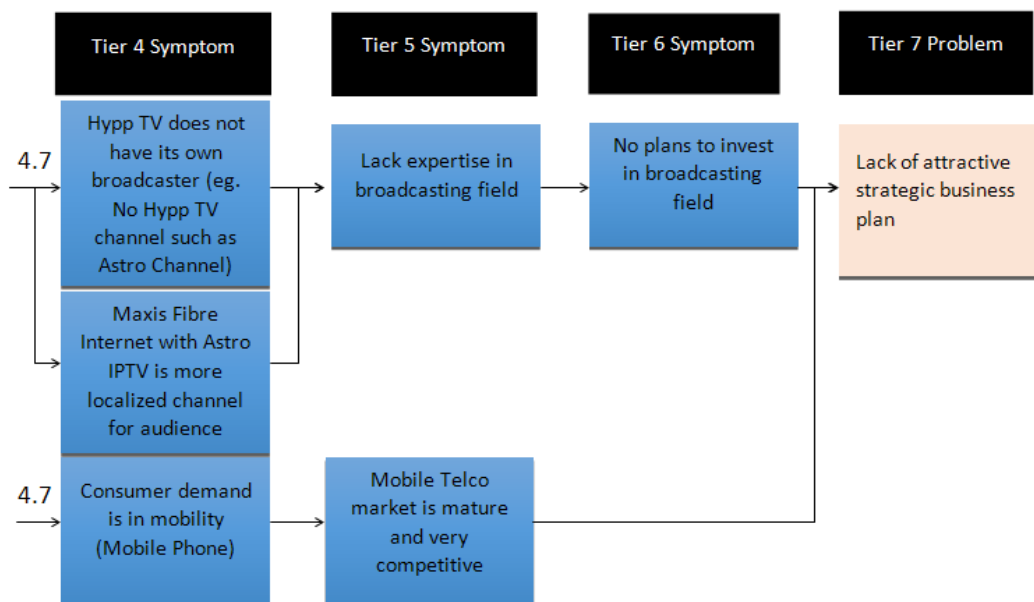 Tier 4 Symptom
Tier 5 Symptom
Tier 6 Symptom
Tier 7 Problem
4.7
Hypp TV does not
have its own
broadcaster (eg.
No Hypp TV
channel such as
Astro Channel)
Lack expertise in
broadcasting field
No plans to invest
in broadcasting
field
Lack of attractive
strategic business
plan
Maxis Fibre
Internet with Astro
IPTV is more
localized channel
for audience
4.7
Consumer demand
is in mobility
(Mobile Phone)
Mobile Telco
market is mature
and very
competitive